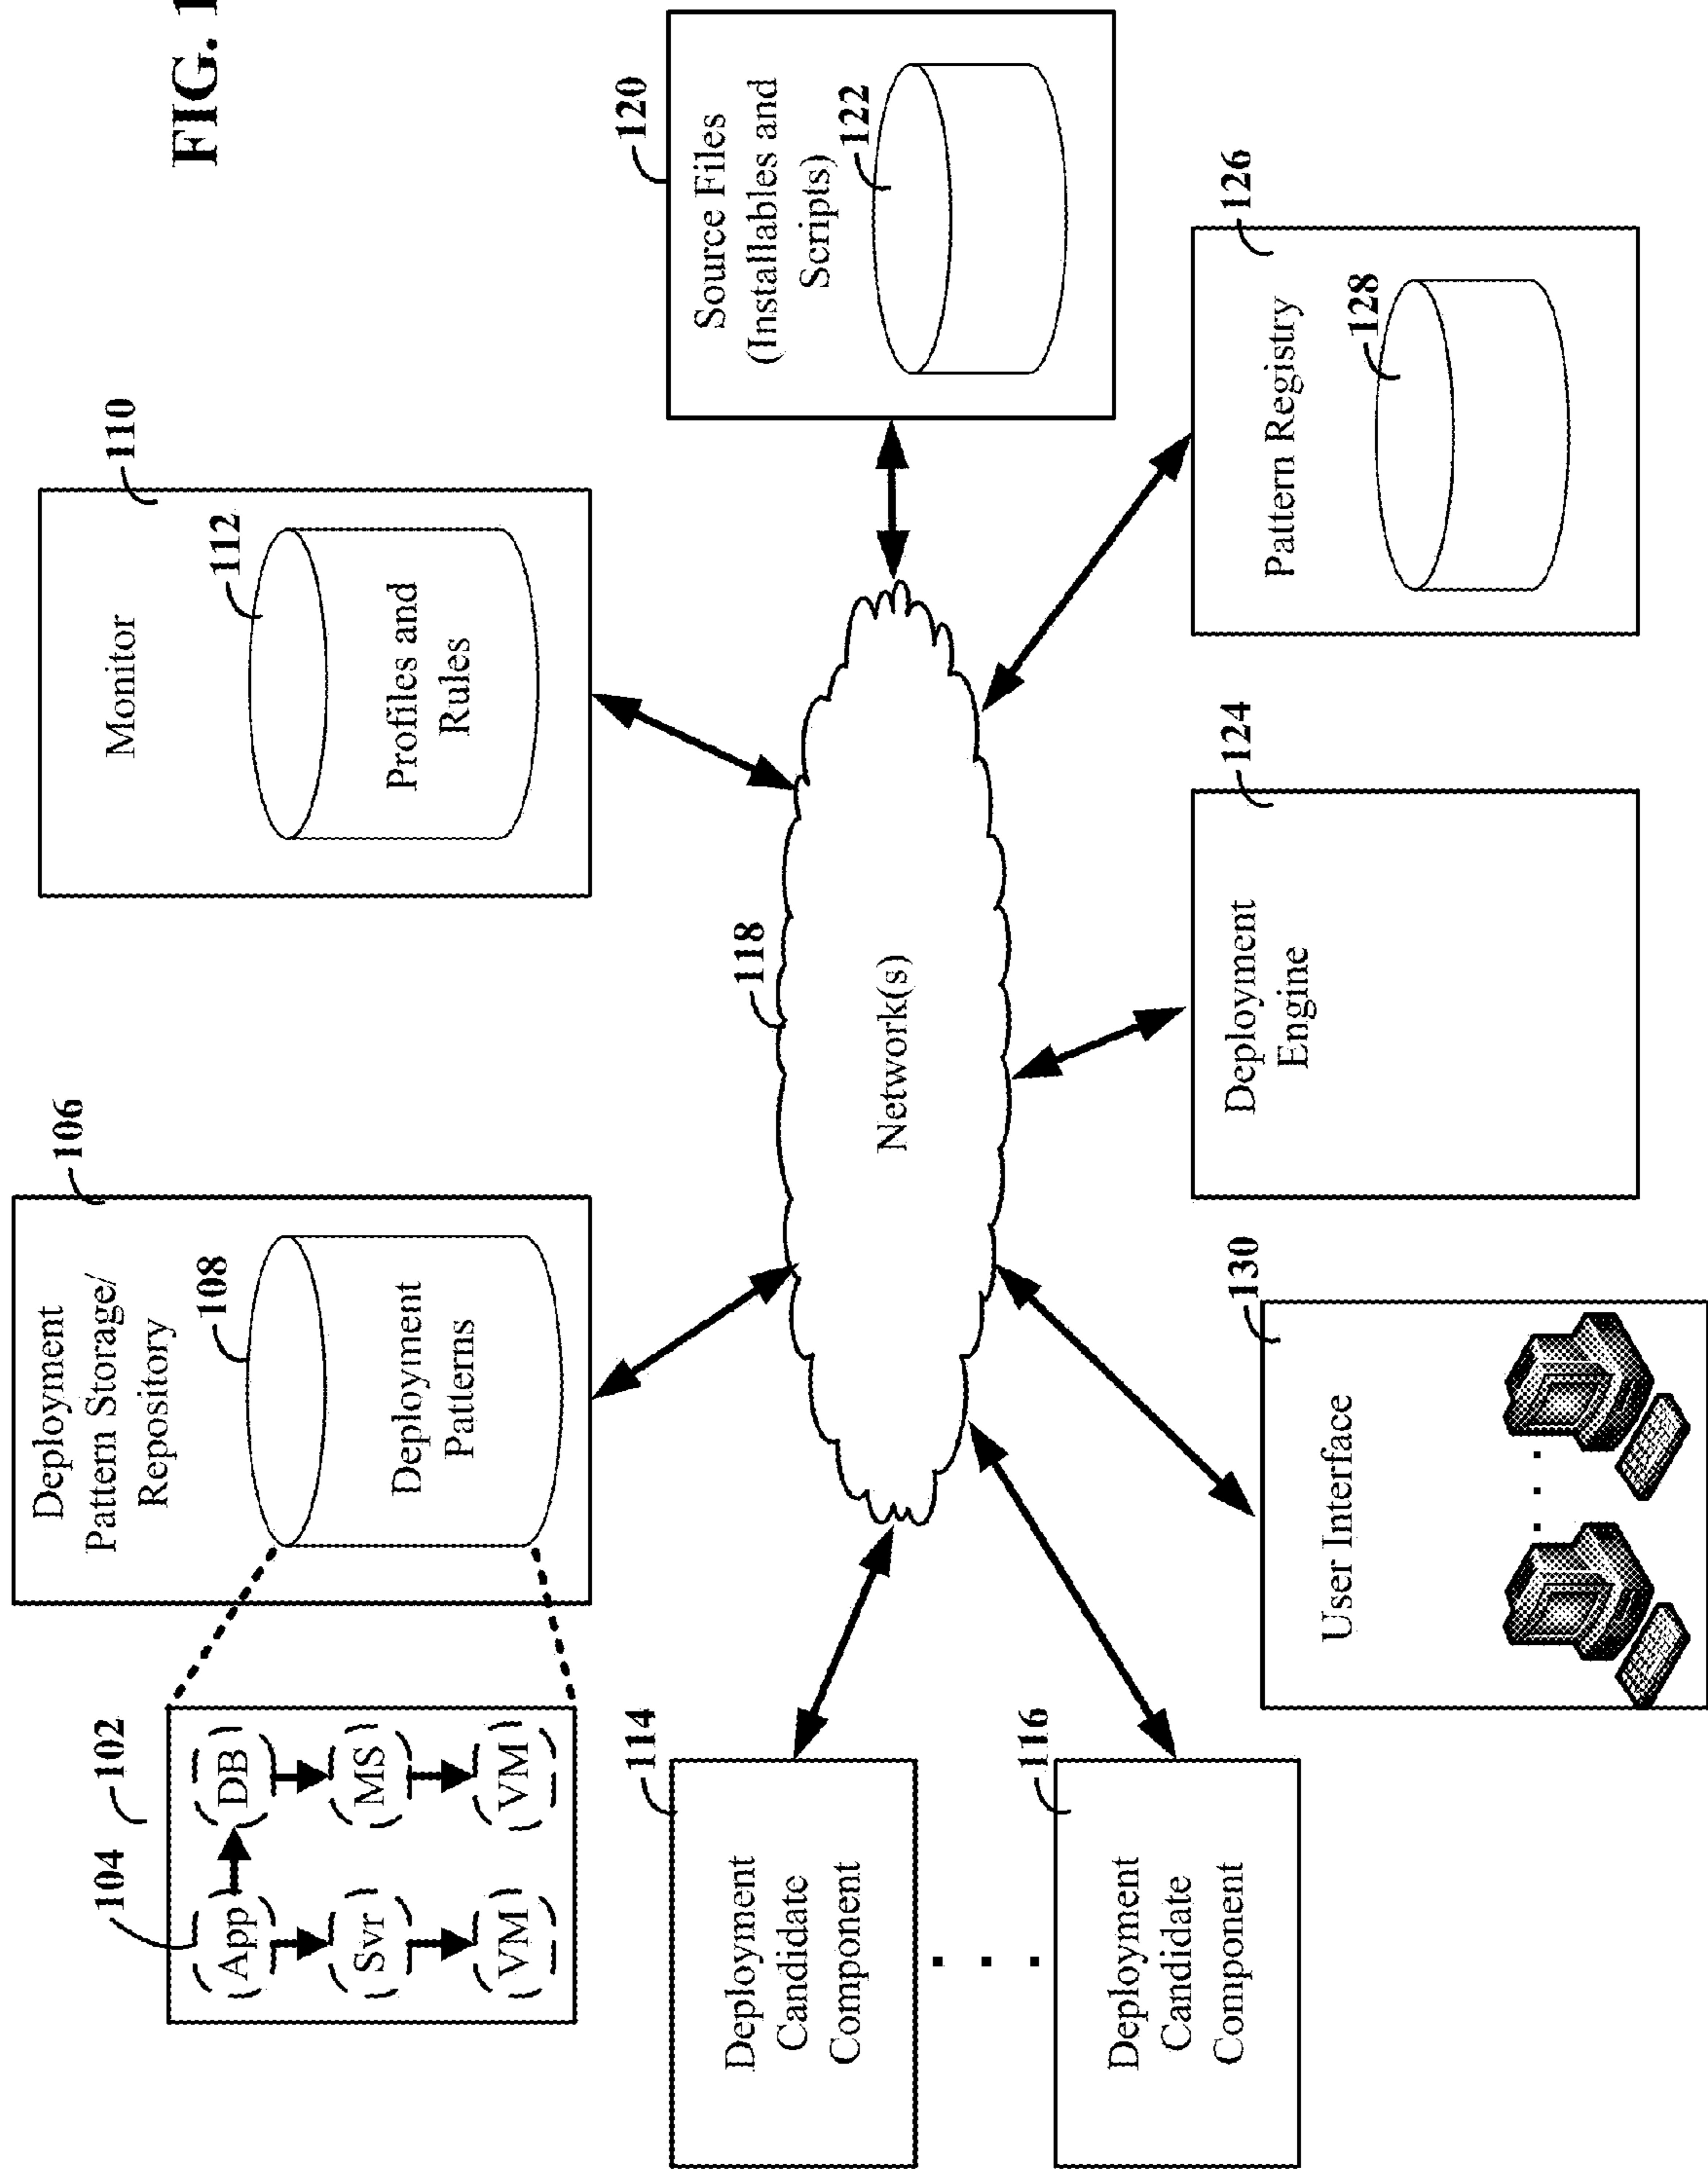 FIG. 1
102
104
App
DB
Svr
MS
VM
VM
106
Deployment
Pattern Storage/
Repository
108
Deployment
Patterns
110
Monitor
112
Profiles and
Rules
114
Deployment
Candidate
Component
116
Deployment
Candidate
Component
118
Network(s)
120
Source Files
(Installables and
Scripts)
122
130
User Interface
124
Deployment
Engine
126
Pattern Registry
128